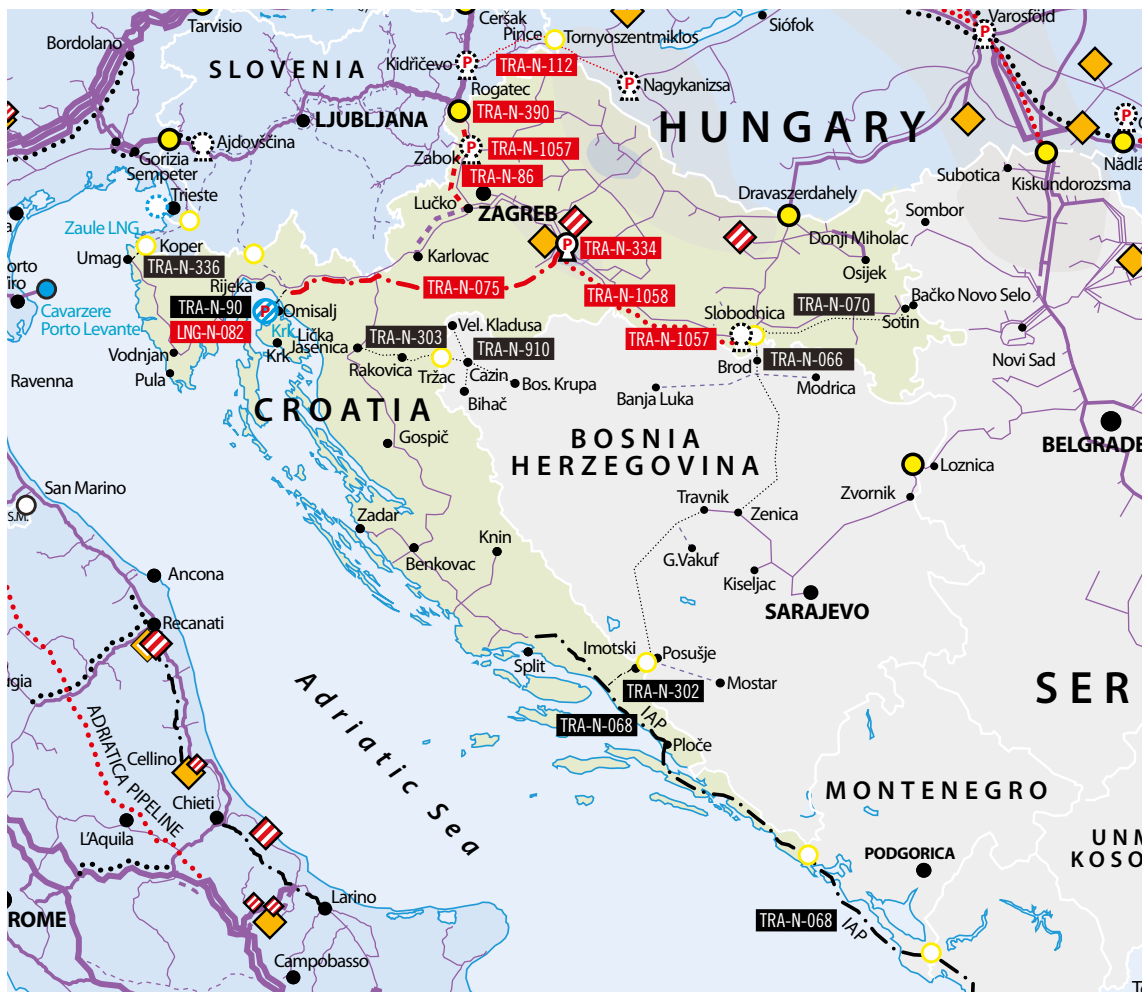 Tarvisio
Ceršak
Pince
Tornyoszentmiklos
Siófok
Varosföld
Bordolano
SLOVENIA
Kidričevo
P
TRA-N-112
P
Nagykanizsa
P
Rogatec
TRA-N-390
LJUBLJANA
HUNGARY
P
Ajdovščina
Zabok
P
TRA-N-1057
Gorizia
Sempeter
TRA-N-86
Nădla
Kiskundorozsma
Subotica
Trieste
Lučko
ZAGREB
Dravaszerdahely
Sombor
Zaule LNG
Koper
P
TRA-N-334
Donji Miholac
Umag
TRA-N-336
Karlovac
Osijek
Rijeka
TRA-N-075
TRA-N-1058
TRA-N-070
Bačko Novo Selo
Cavarzere
Porto Levante
TRA-N-90
P
Omisalj
Slobodnica
Sotin
LNG-N-082
Krk
Lička
Jasenica
TRA-N-303
Vel. Kladusa
TRA-N-1057
Krk
TRA-N-910
Brod
TRA-N-066
Novi Sad
Vodnjan
Rakovica
Tržac
Cazin
Ravenna
Pula
Bos. Krupa
Modrica
Bihač
Banja Luka
CROATIA
Gospič
BOSNIA
HERZEGOVINA
BELGRADE
Loznica
San Marino
S.M.
Zvornik
Travnik
Zenica
Zadar
Knin
Benkovac
G.Vakuf
Kiseljac
Ancona
SARAJEVO
Recanati
Imotski
Posušje
Split
Mostar
TRA-N-302
SER
IAP
TRA-N-068
Adriatic Sea
ADRIATICA PIPELINE
Ploče
Cellino
MONTENEGRO
Chieti
L'Aquila
PODGORICA
UNM
KOSO
Larino
ROME
TRA-N-068
IAP
Campobasso